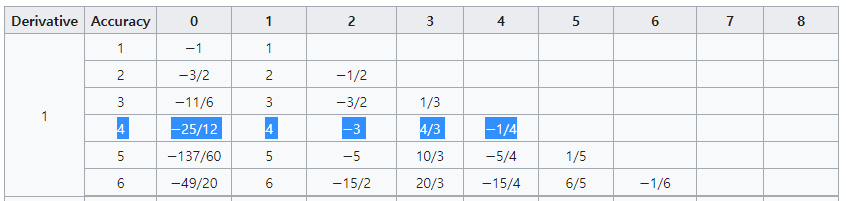 Derivative Accuracy 0 1 2 3 4 5 6 7 8
1 −1 1
2 −3/2 2 −1/2
3 −11/6 3 −3/2 1/3
1
4 −25/12 4 −3 4/3 −1/4
5 −137/60 5 −5 10/3 −5/4 1/5
6 −49/20 6 −15/2 20/3 −15/4 6/5 −1/6